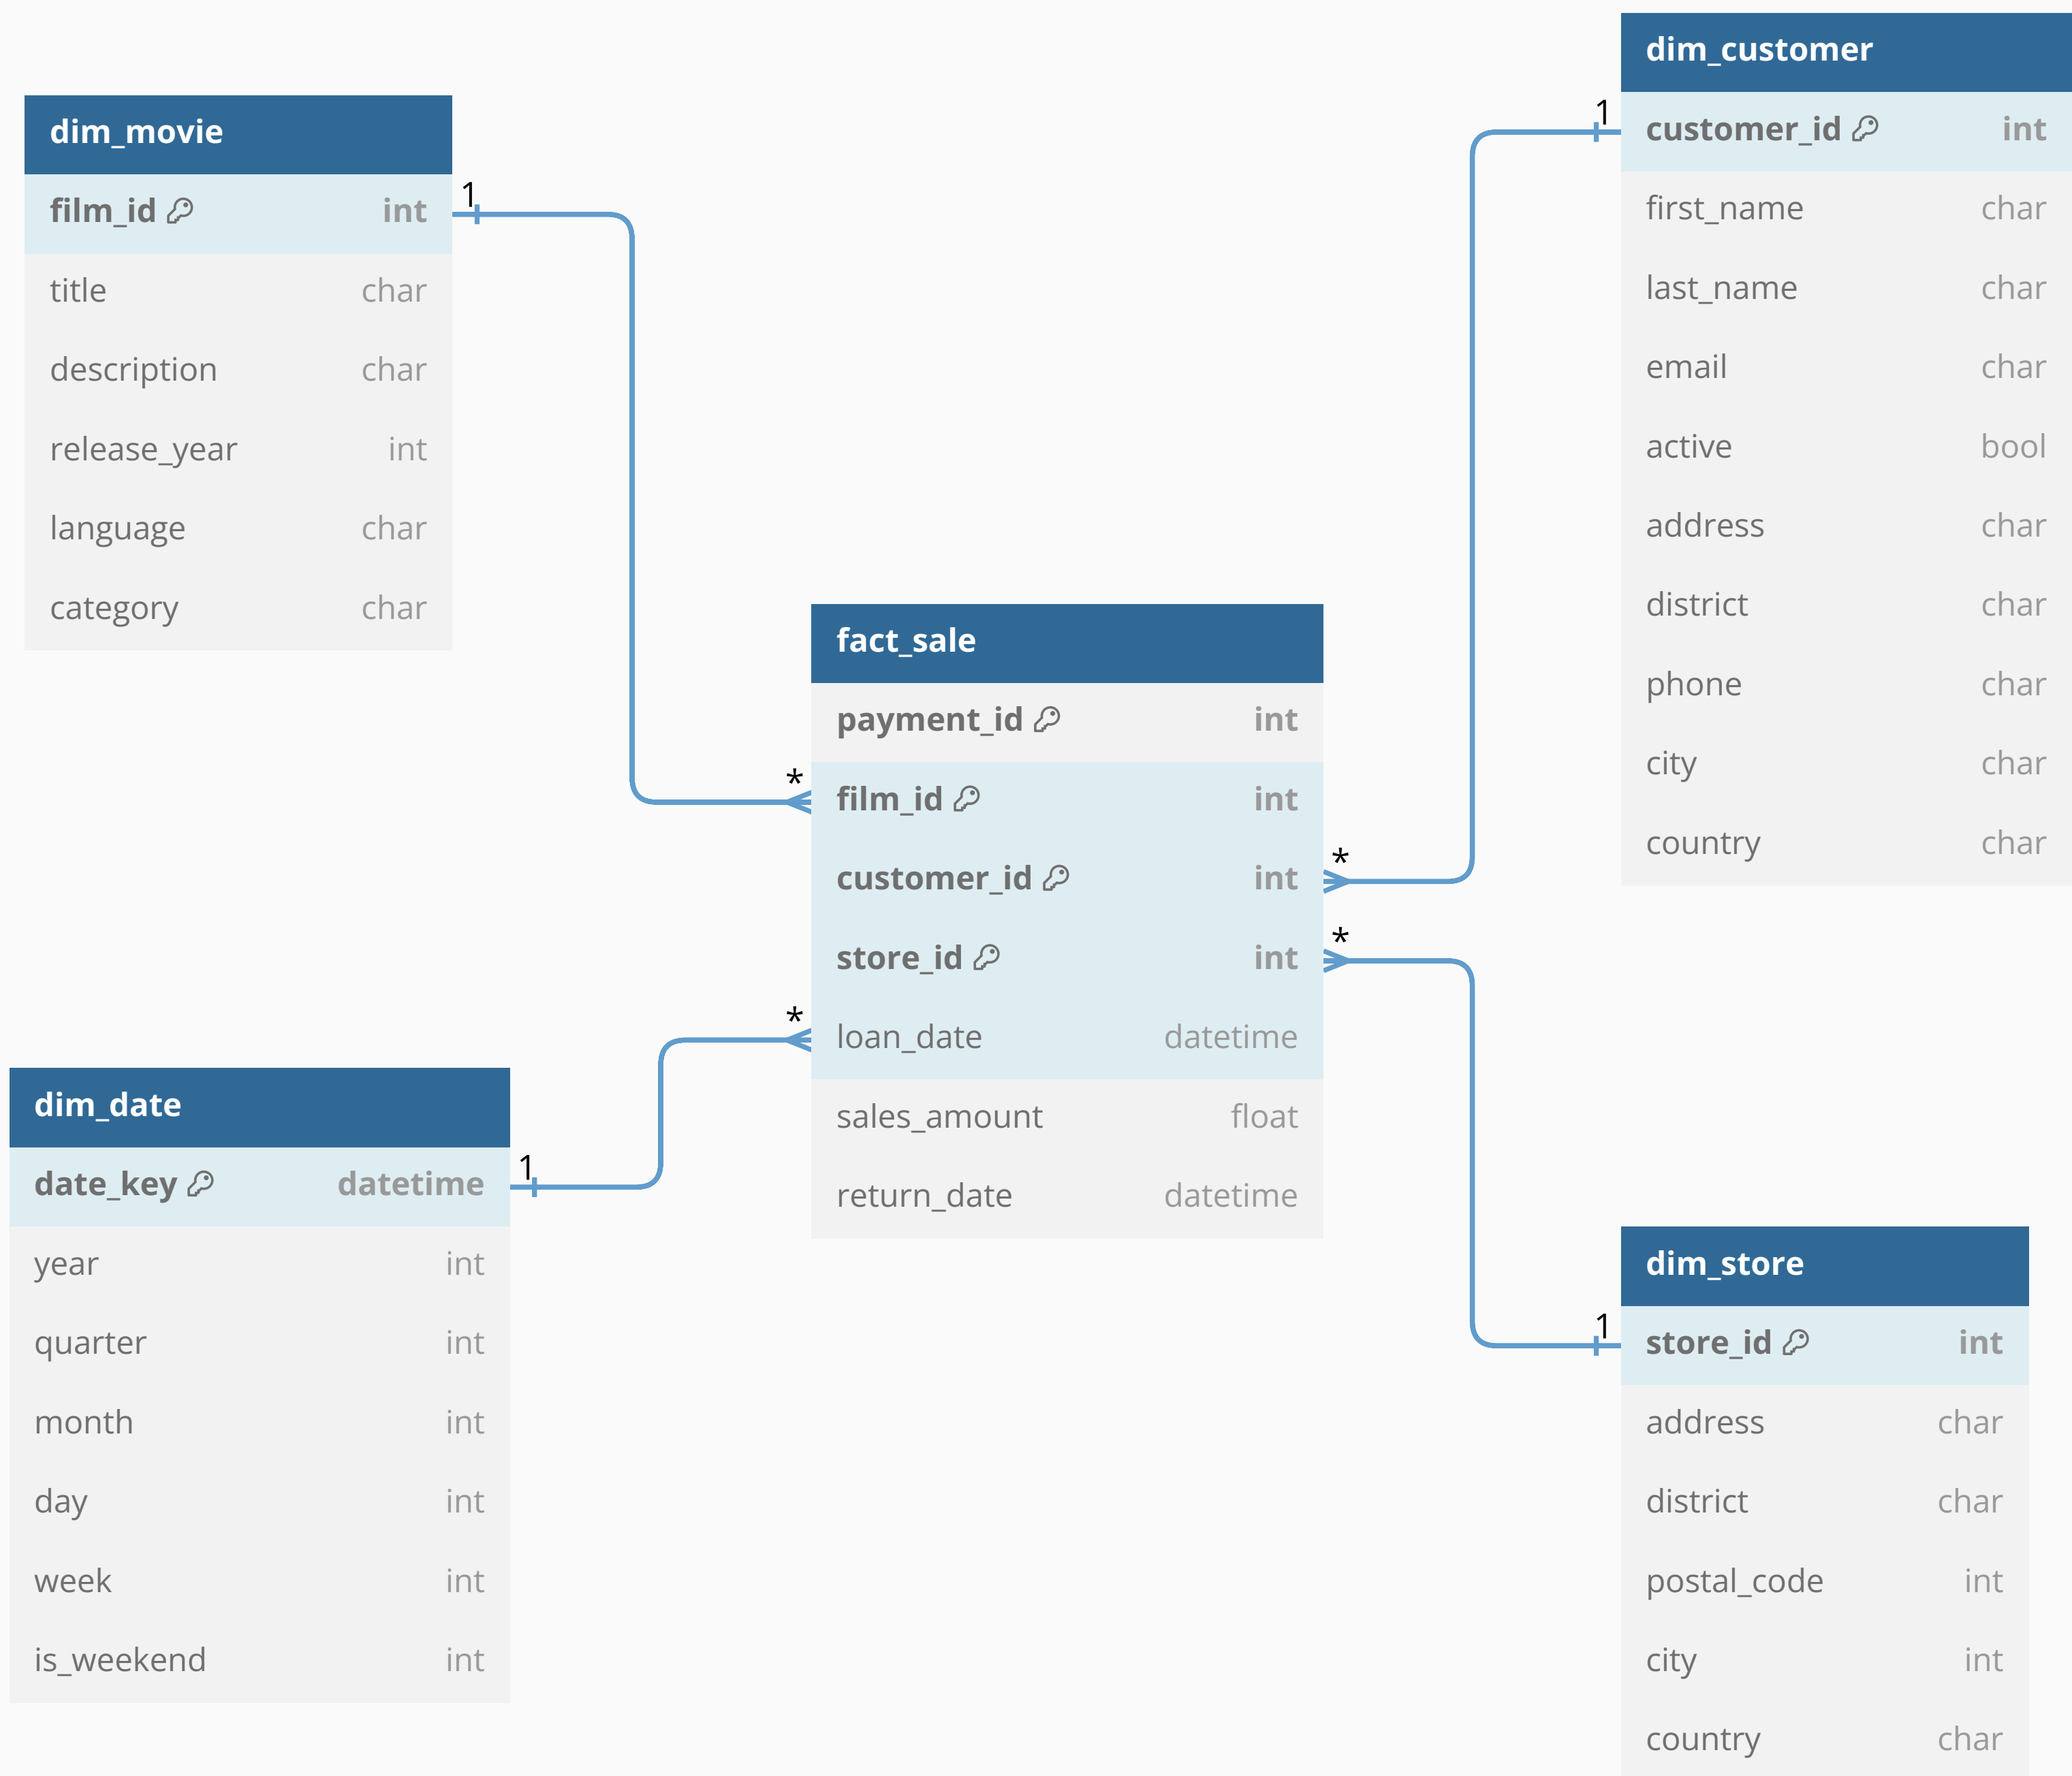 dim_movie
film_id int
title char
description char
release_year int
language char
category char
1
dim_customer
customer_id int
first_name char
last_name char
email char
active bool
address char
district char
phone char
city char
country char
1
fact_sale
payment_id int
film_id int
customer_id int
store_id int
loan_date datetime
sales_amount float
return_date datetime
*
*
*
*
dim_date
date_key datetime
year int
quarter int
month int
day int
week int
is_weekend int
1
dim_store
store_id int
address char
district char
postal_code int
city int
country char
1